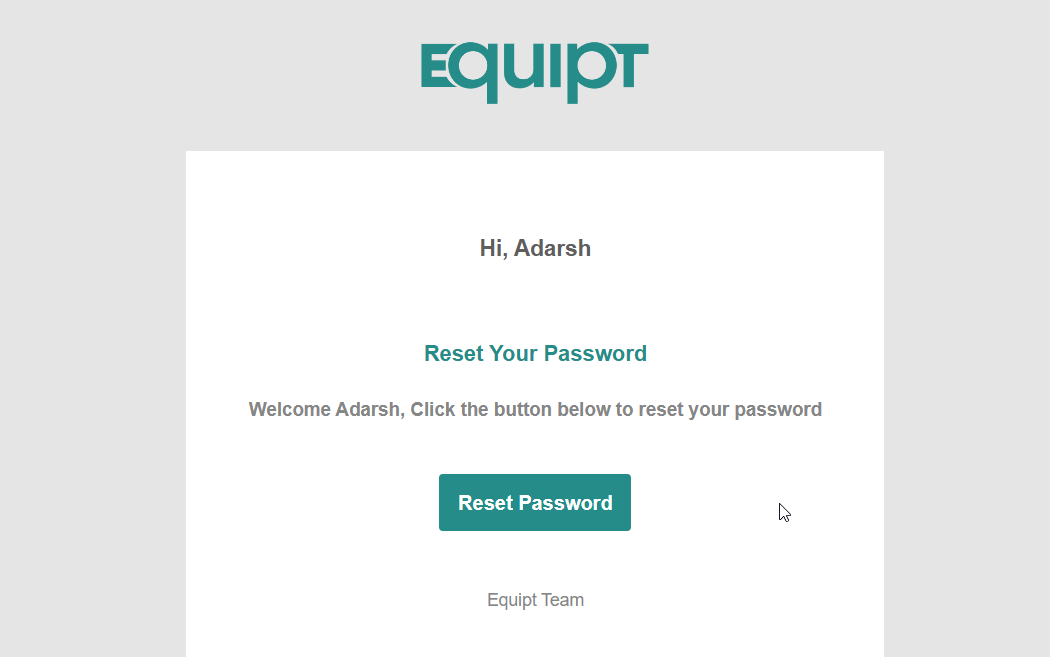 Equipt
Hi, Adarsh
Reset Your Password
Welcome Adarsh, Click the button below to reset your password
Reset Password
Equipt Team